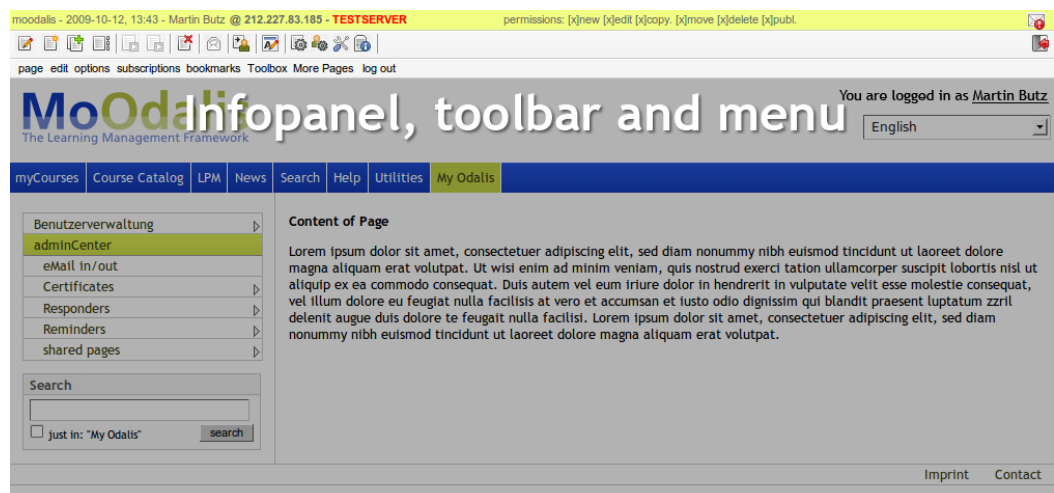 moodalis - 2009-10-12, 13:43 - Martin Butz @ 212.227.83.185 - TESTSERVER permissions: [x]new [x]edit [x]copy. [x]move [x]delete [x]publ.
page edit options subscriptions bookmarks Toolbox More Pages log out
MoOdalis
The Learning Management Framework
Infopanel, toolbar and menu
You are logged in as Martin Butz
English
myCourses Course Catalog LPM News Search Help Utilities My Odalis
Benutzerverwaltung
adminCenter
eMail in/out
Certificates
Responders
Reminders
shared pages
Search
just in: "My Odalis" search
Content of Page
Lorem ipsum dolor sit amet, consectetuer adipiscing elit, sed diam nonummy nibh euismod tincidunt ut laoreet dolore
magna aliquam erat volutpat. Ut wisi enim ad minim veniam, quis nostrud exerci tation ullamcorper suscipit lobortis nisl ut
aliquip ex ea commodo consequat. Duis autem vel eum iriure dolor in hendrerit in vulputate velit esse molestie consequat,
vel illum dolore eu feugiat nulla facilisis at vero et accumsan et iusto odio dignissim qui blandit praesent luptatum zzril
delenit augue duis dolore te feugait nulla facilisi. Lorem ipsum dolor sit amet, consectetuer adipiscing elit, sed diam
nonummy nibh euismod tincidunt ut laoreet dolore magna aliquam erat volutpat.
Imprint Contact